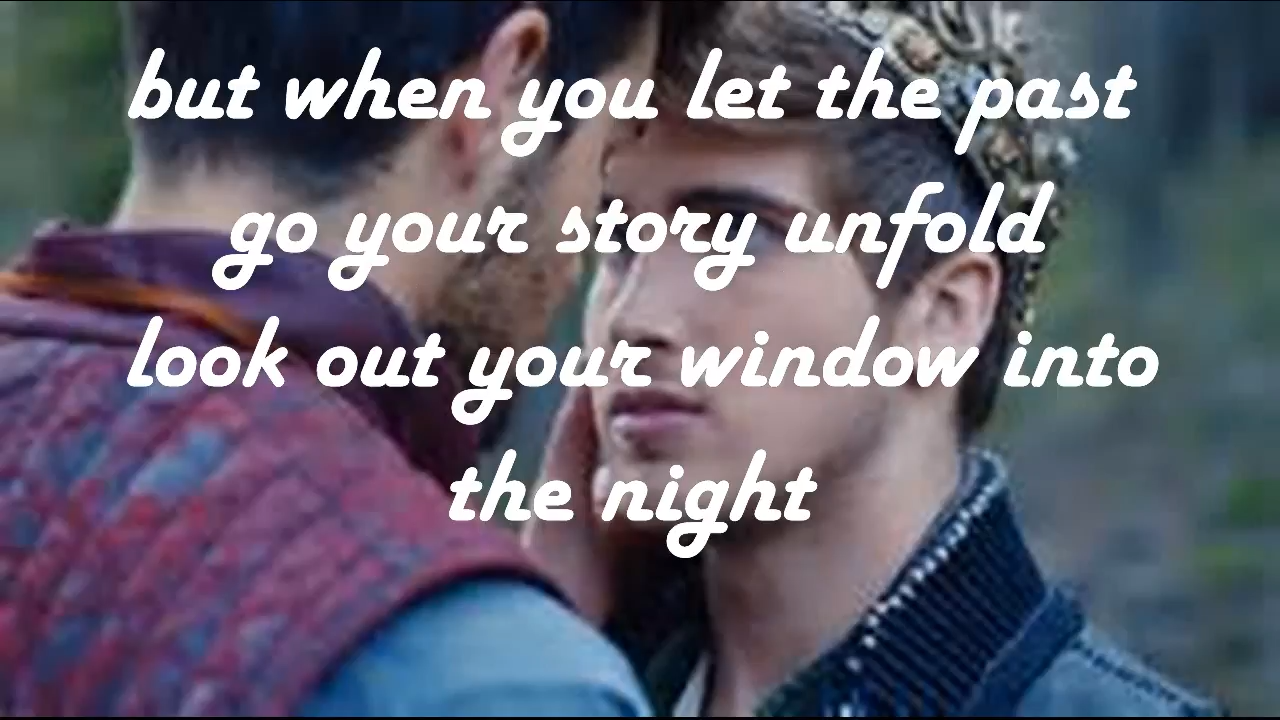 but when you let the past
go your story unfold
look out your window into
the night